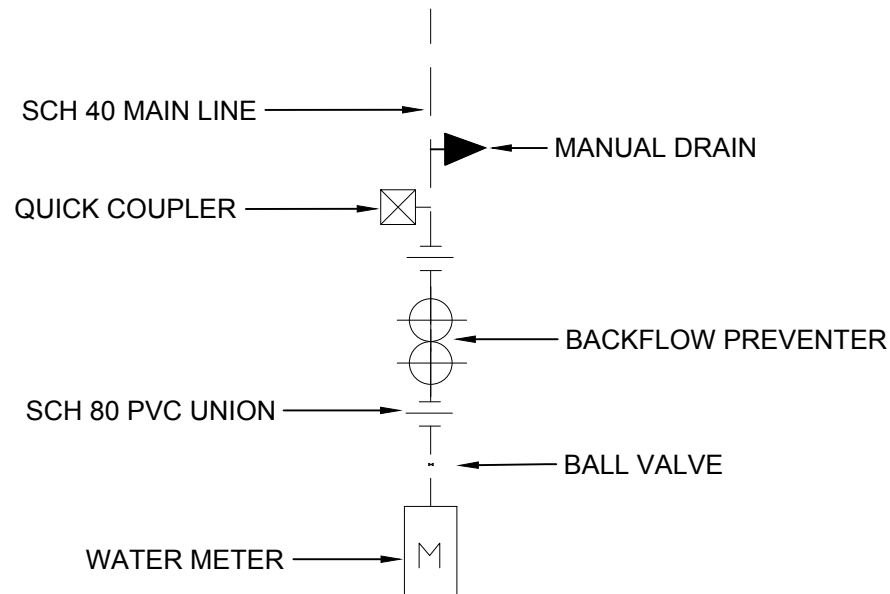 SCH 40 MAIN LINE
MANUAL DRAIN
QUICK COUPLER
BACKFLOW PREVENTER
SCH 80 PVC UNION
BALL VALVE
WATER METER
M